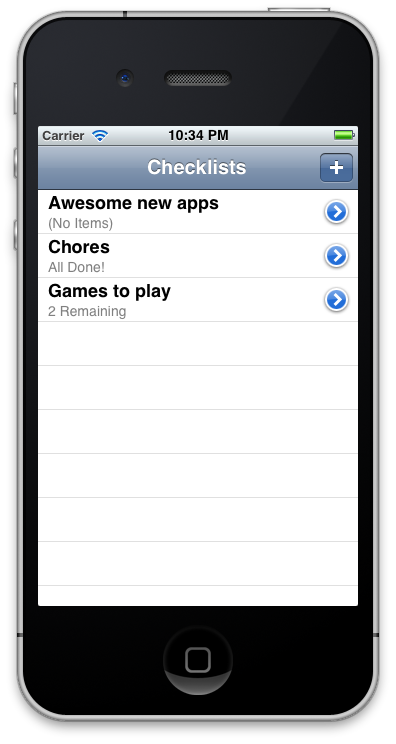 Carrier 10:34 PM
Checklists +
Awesome new apps
(No Items)
Chores
All Done!
Games to play
2 Remaining